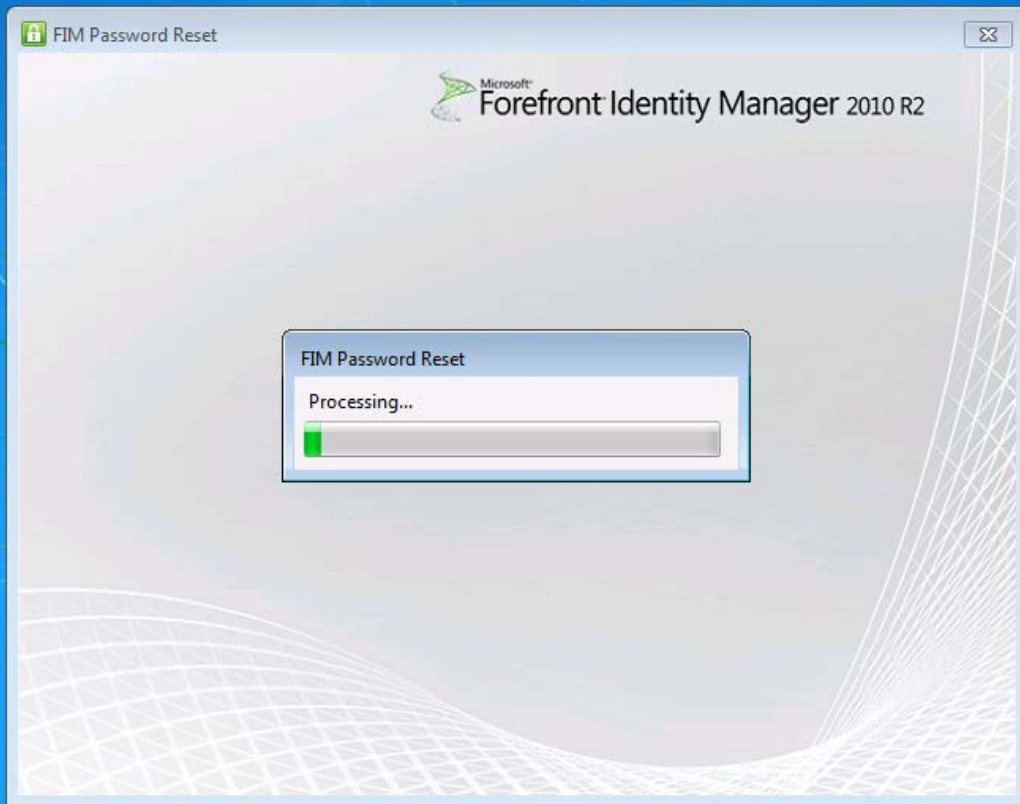 FIM Password Reset
Microsoft®
Forefront Identity Manager 2010 R2
FIM Password Reset
Processing...